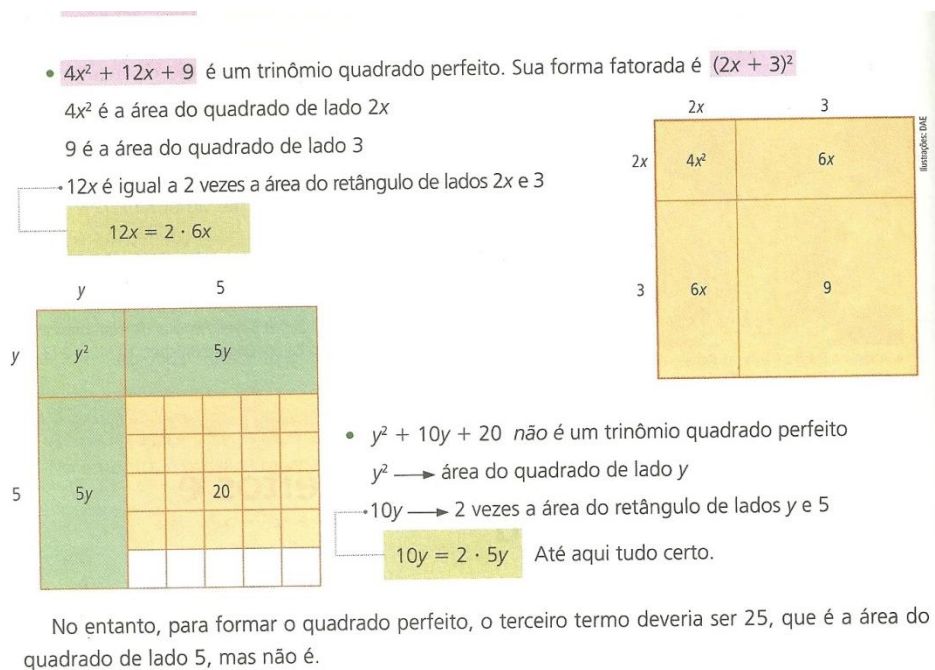 • 4x² + 12x + 9 é um trinômio quadrado perfeito. Sua forma fatorada é (2x + 3)²
4x² é a área do quadrado de lado 2x
9 é a área do quadrado de lado 3
12x é igual a 2 vezes a área do retângulo de lados 2x e 3
12x = 2 · 6x
2x 3
2x 4x² 6x
3 6x 9
Ilustrações: DAE
y 5
y y² 5y
5 5y 20
• y² + 10y + 20 não é um trinômio quadrado perfeito
y² ⟶ área do quadrado de lado y
10y ⟶ 2 vezes a área do retângulo de lados y e 5
10y = 2 · 5y Até aqui tudo certo.
No entanto, para formar o quadrado perfeito, o terceiro termo deveria ser 25, que é a área do
quadrado de lado 5, mas não é.